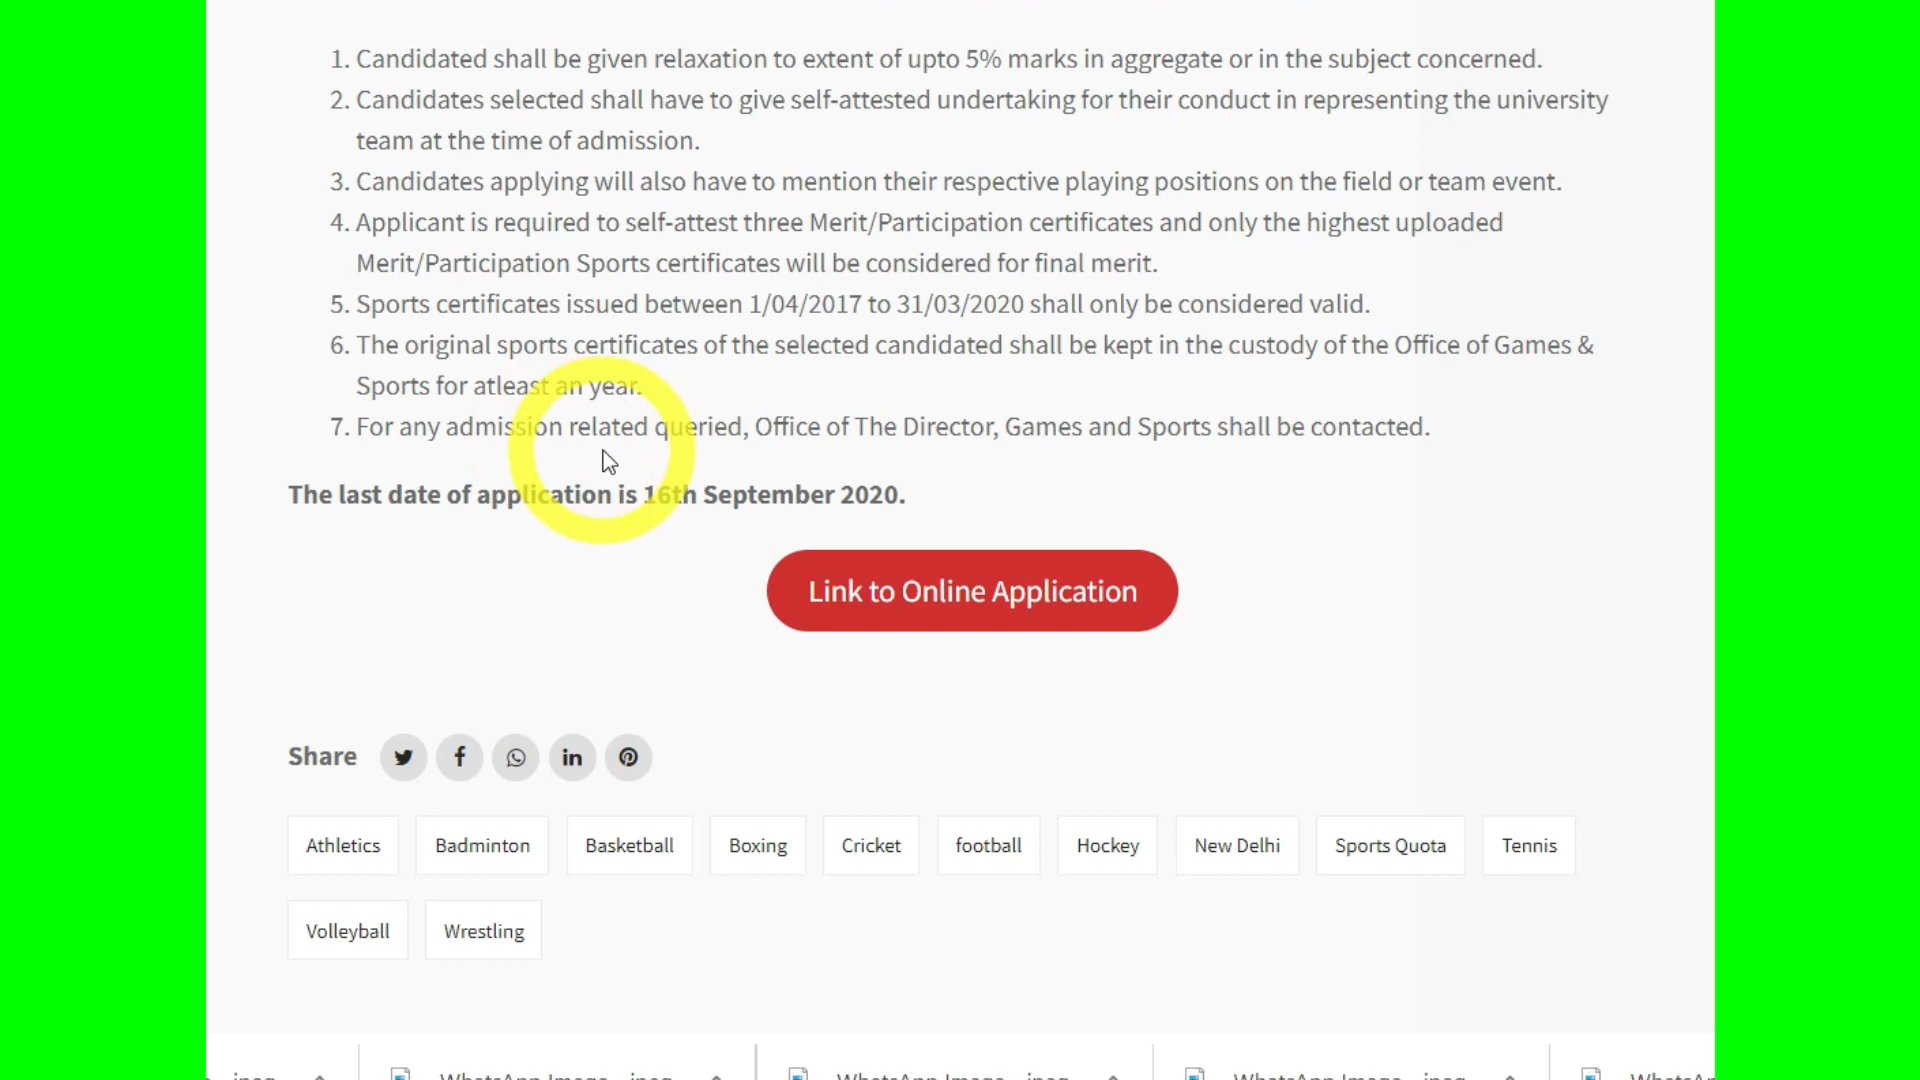 1. Candidated shall be given relaxation to extent of upto 5% marks in aggregate or in the subject concerned.
2. Candidates selected shall have to give self-attested undertaking for their conduct in representing the university
team at the time of admission.
3. Candidates applying will also have to mention their respective playing positions on the field or team event.
4. Applicant is required to self-attest three Merit/Participation certificates and only the highest uploaded
Merit/Participation Sports certificates will be considered for final merit.
5. Sports certificates issued between 1/04/2017 to 31/03/2020 shall only be considered valid.
6. The original sports certificates of the selected candidated shall be kept in the custody of the Office of Games &
Sports for atleast an year.
7. For any admission related queried, Office of The Director, Games and Sports shall be contacted.
The last date of application is 16th September 2020.
Link to Online Application
Share
Athletics Badminton Basketball Boxing Cricket football Hockey New Delhi Sports Quota Tennis
Volleyball Wrestling
WhatsApp Image WhatsApp Image WhatsApp Image